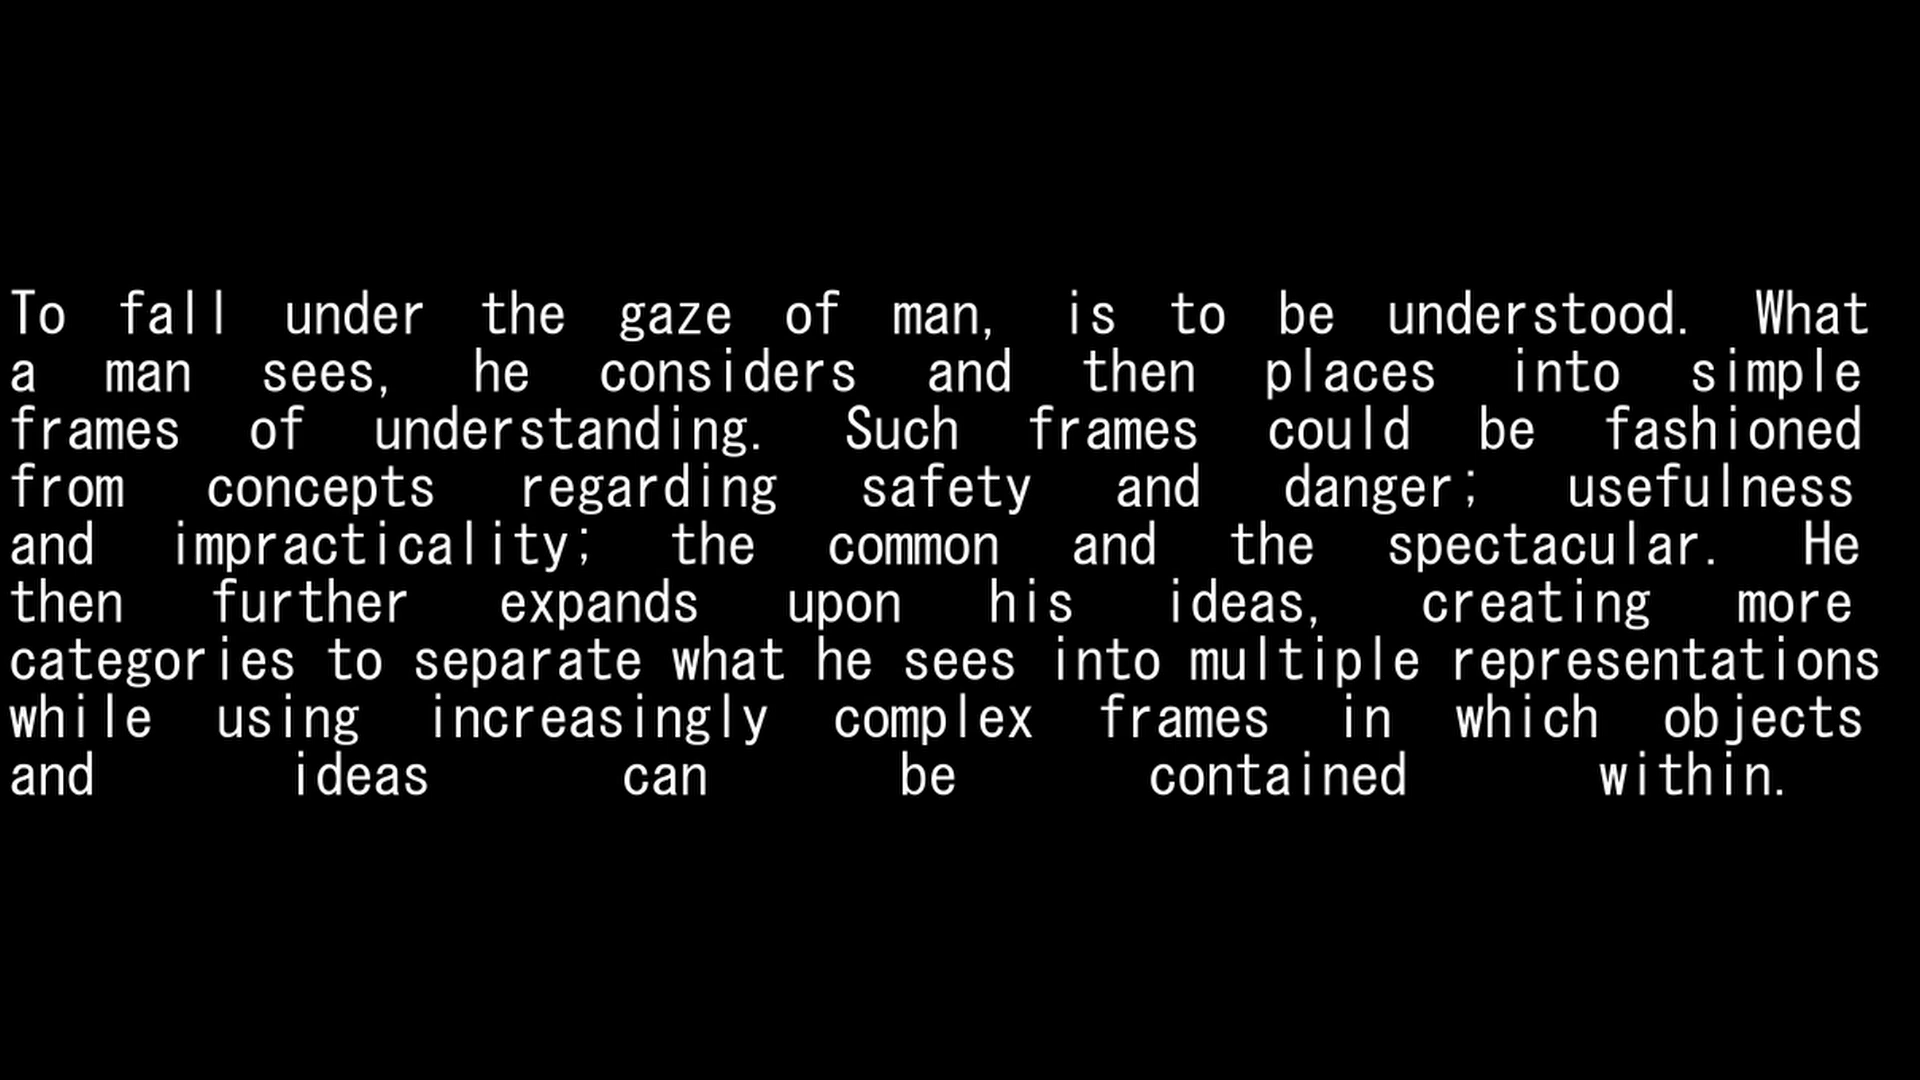 To fall under the gaze of man, is to be understood. What
a man sees, he considers and then places into simple
frames of understanding. Such frames could be fashioned
from concepts regarding safety and danger; usefulness
and impracticality; the common and the spectacular. He
then further expands upon his ideas, creating more
categories to separate what he sees into multiple representations
while using increasingly complex frames in which objects
and ideas can be contained within.